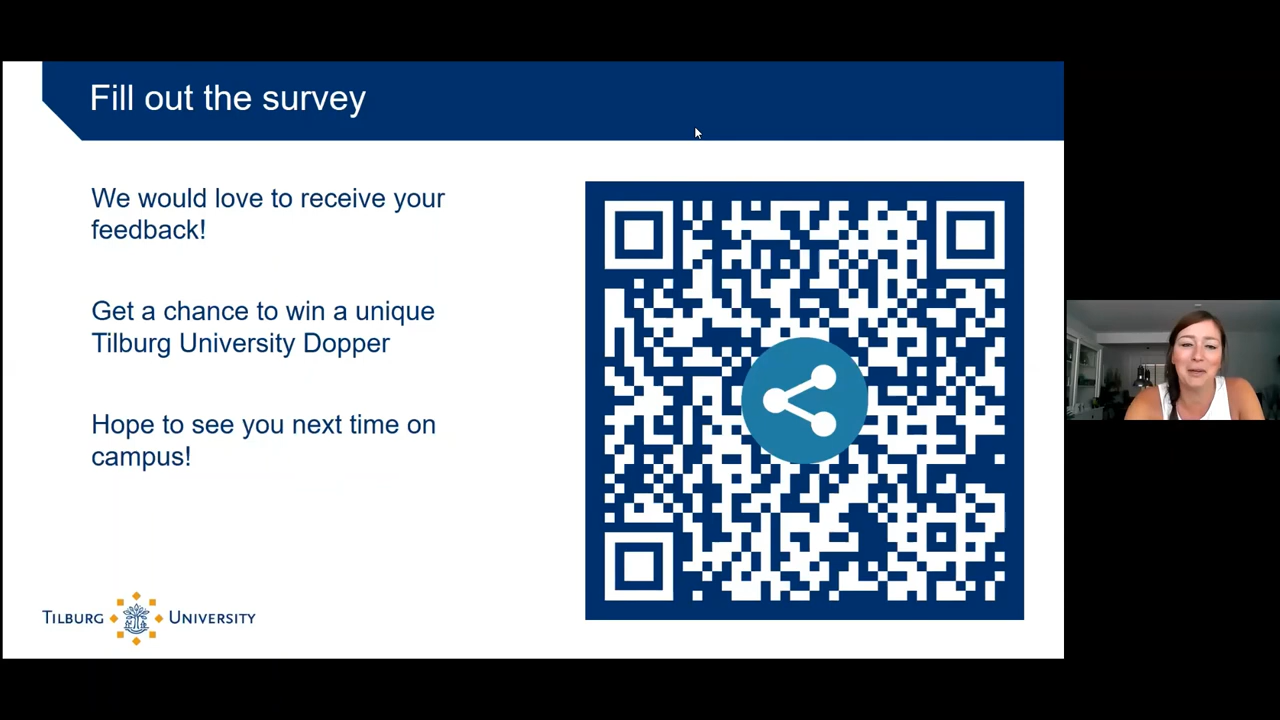 Fill out the survey
We would love to receive your
feedback!
Get a chance to win a unique
Tilburg University Dopper
Hope to see you next time on
campus!
TILBURG UNIVERSITY